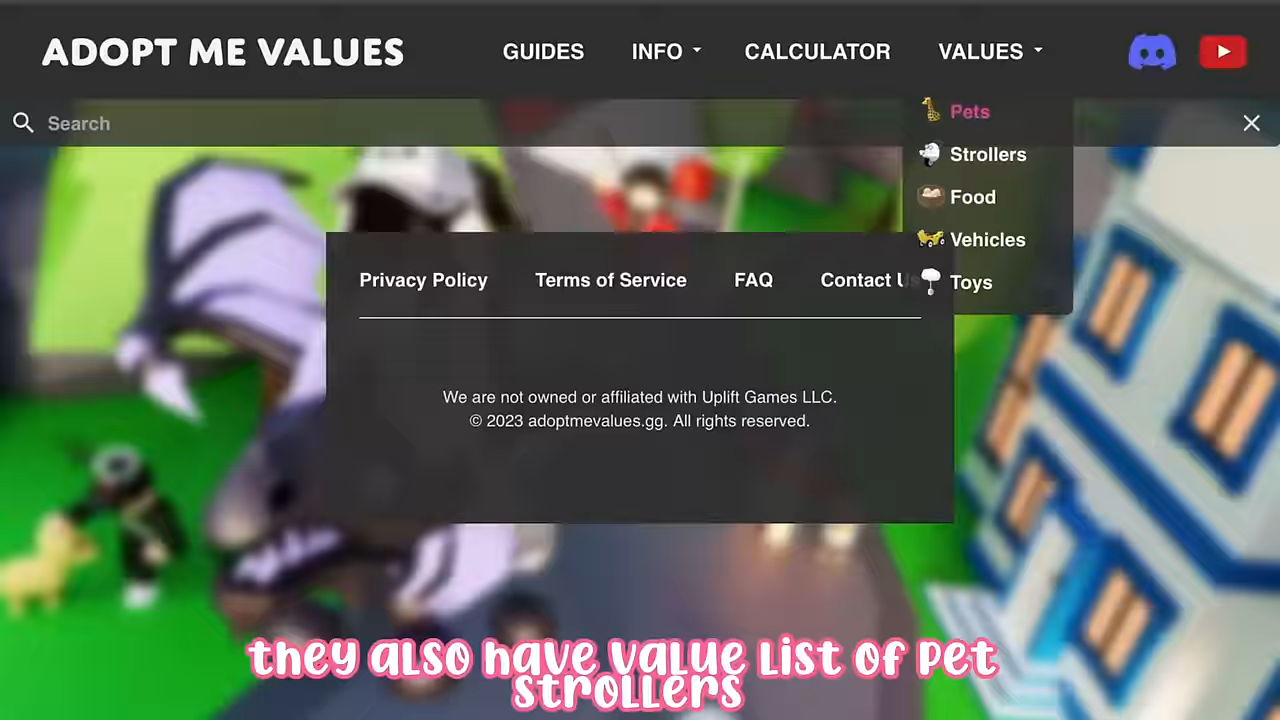 ADOPT ME VALUES
GUIDES
INFO
CALCULATOR
VALUES
Search
Pets
Strollers
Food
Vehicles
Toys
Privacy Policy
Terms of Service
FAQ
Contact Us
We are not owned or affiliated with Uplift Games LLC.
© 2023 adoptmevalues.gg. All rights reserved.
they also have value list of pet
strollers